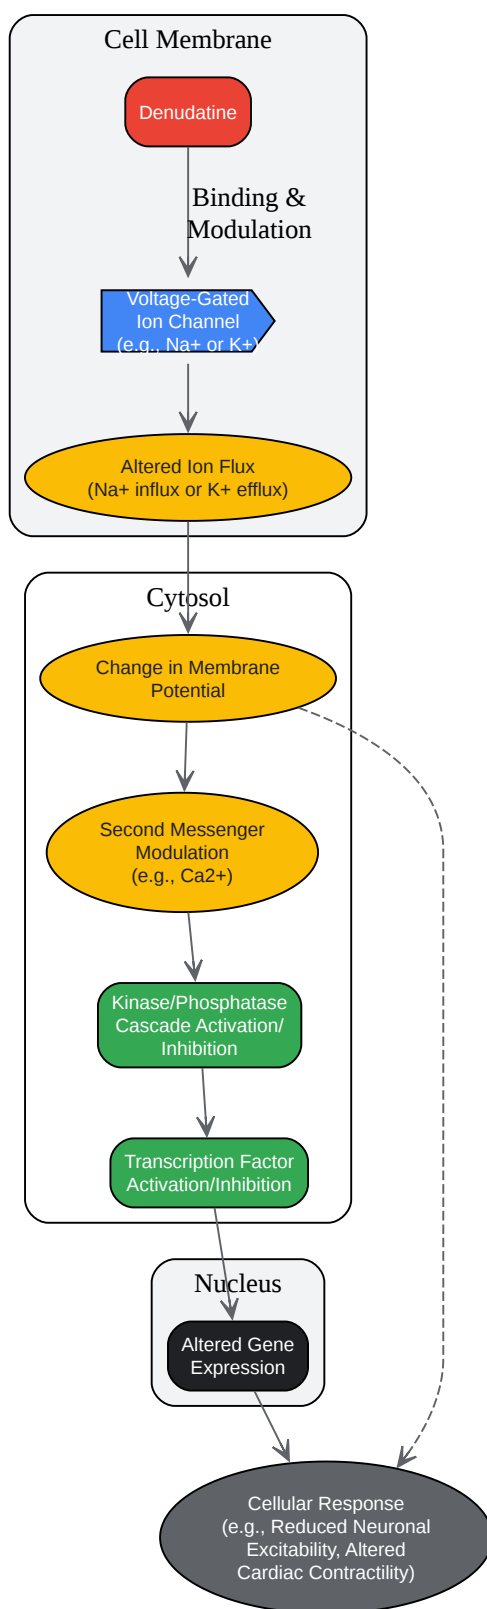 Cell Membrane
Denudatine
Binding &
Modulation
Voltage-Gated
Ion Channel
(e.g., Na+ or K+)
Altered Ion Flux
(Na+ influx or K+ efflux)
Cytosol
Change in Membrane
Potential
Second Messenger
Modulation
(e.g., Ca2+)
Kinase/Phosphatase
Cascade Activation/
Inhibition
Transcription Factor
Activation/Inhibition
Nucleus
Altered Gene
Expression
Cellular Response
(e.g., Reduced Neuronal
Excitability, Altered
Cardiac Contractility)